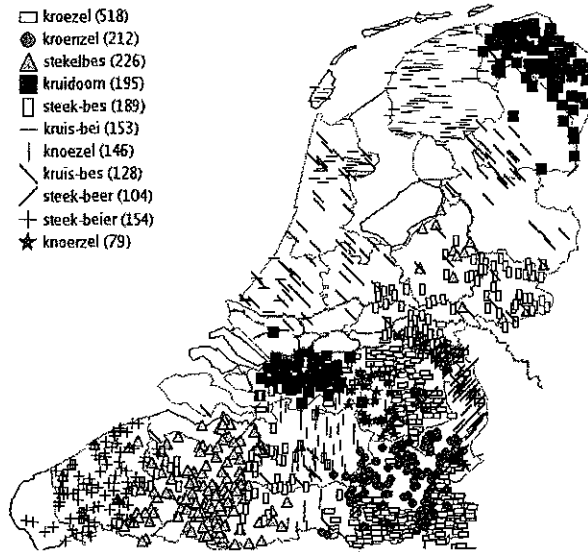 kroezel (518)
kroenzel (212)
stekelbes (226)
kruidoorn (195)
steek-bes (189)
kruis-bei (153)
knoezel (146)
kruis-bes (128)
steek-beer (104)
steek-beier (154)
knoerzel (79)